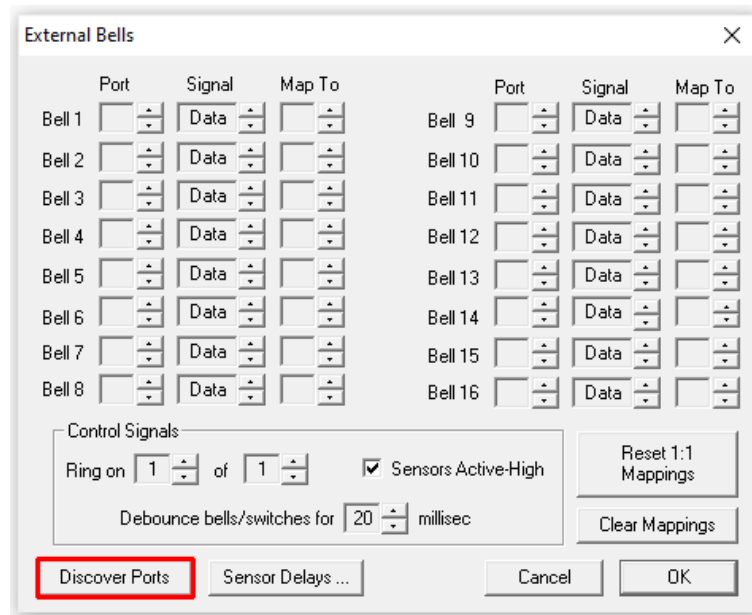 External Bells
Port Signal Map To Port Signal Map To
Bell 1 Data Bell 9 Data
Bell 2 Data Bell 10 Data
Bell 3 Data Bell 11 Data
Bell 4 Data Bell 12 Data
Bell 5 Data Bell 13 Data
Bell 6 Data Bell 14 Data
Bell 7 Data Bell 15 Data
Bell 8 Data Bell 16 Data
Control Signals
Ring on 1 of 1 Sensors Active-High
Debounce bells/switches for 20 millisec
Reset 1:1
Mappings
Clear Mappings
Discover Ports Sensor Delays ... Cancel OK